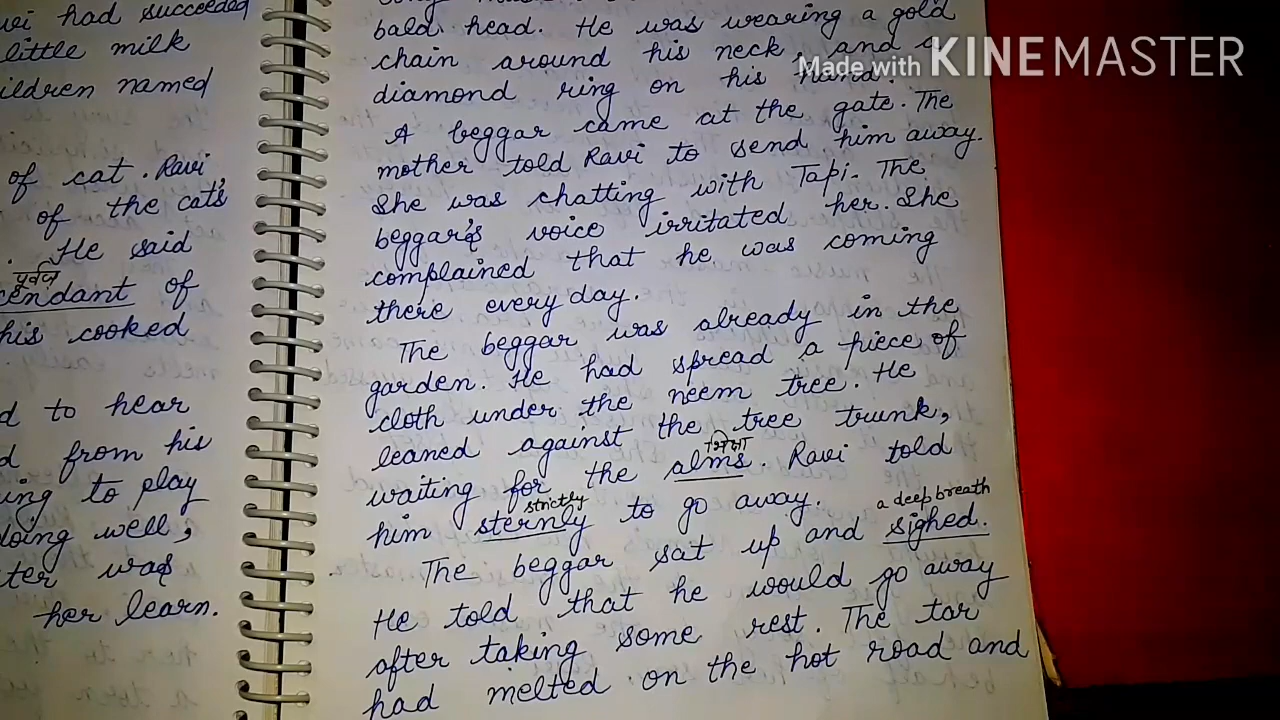 vi had succeeded
little milk
ildren named
of cat. Ravi,
of the cat's
. He said
पूर्वज
cendant of
his cooked
d to hear
d from his
ing to play
doing well,
ter was
her learn.
bald head. He was wearing a gold
chain around his neck, and a
diamond ring on his hand.
A beggar came at the gate. The
mother told Ravi to send him away.
She was chatting with Tapi. The
beggar's voice irritated her. She
complained that he was coming
there every day.
The beggar was already in the
garden. He had spread a piece of
cloth under the neem tree. He
leaned against the tree trunk,
भिक्षा
waiting for the alms. Ravi told
strictly
him sternly to go away.
a deep breath
The beggar sat up and sighed.
He told that he would go away
after taking some rest. The tar
had melted on the hot road and
Made with KINEMASTER